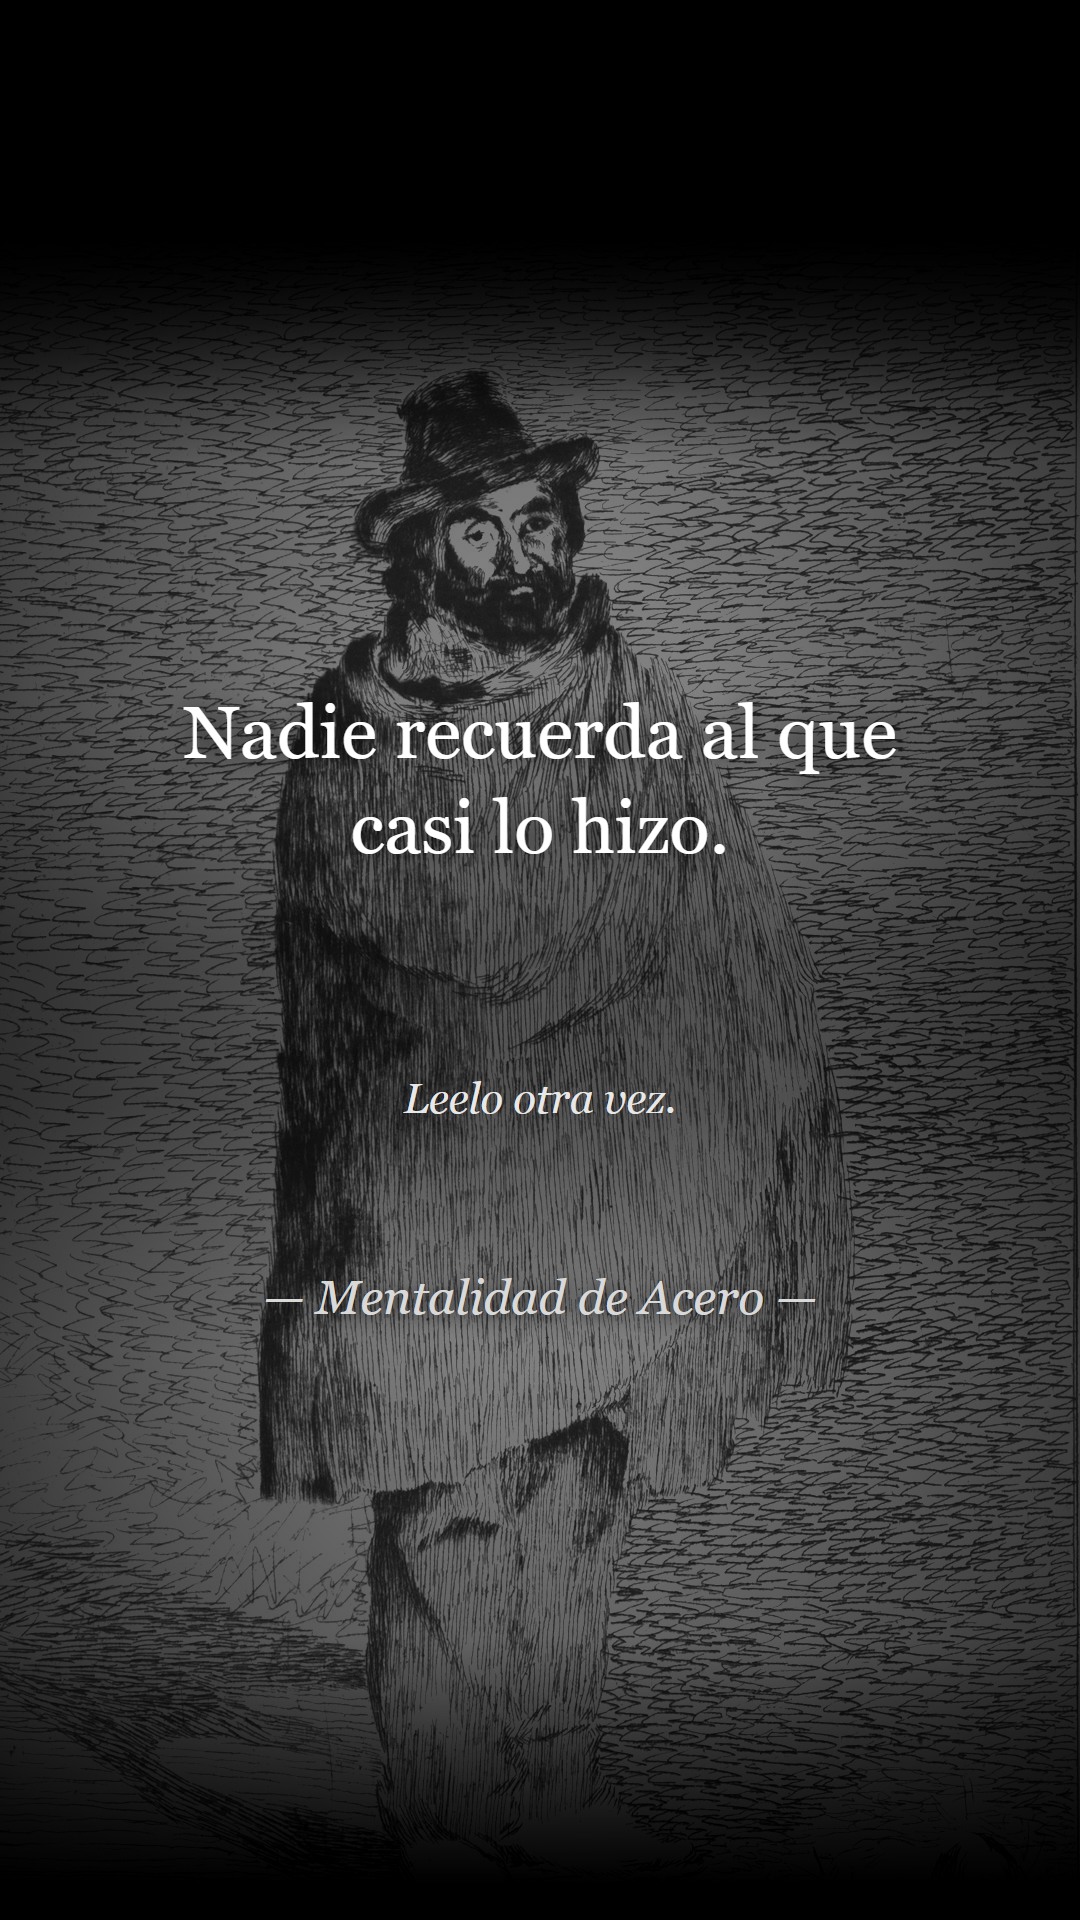 Nadie recuerda al que
casi lo hizo.
Leelo otra vez.
— Mentalidad de Acero —